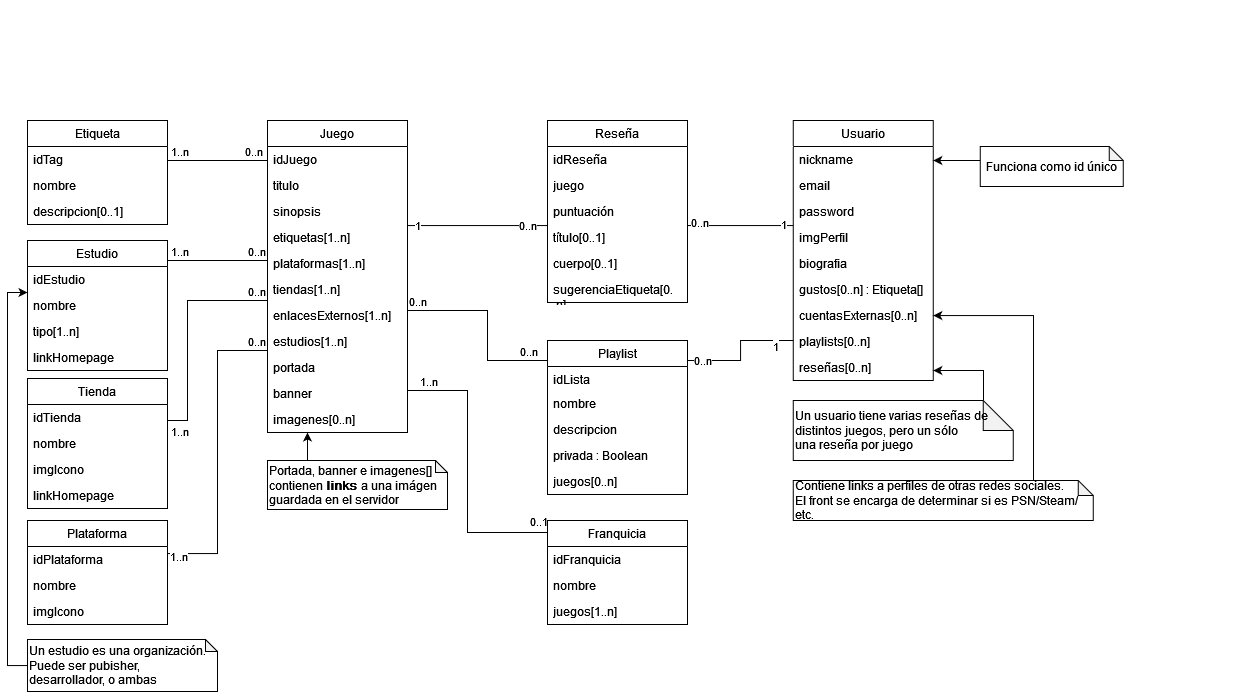 Etiqueta
idTag
nombre
descripcion[0..1]
1..n
0..n
Estudio
idEstudio
nombre
tipo[1..n]
linkHomepage
1..n
0..n
Tienda
idTienda
nombre
imgIcono
linkHomepage
1..n
0..n
Plataforma
idPlataforma
nombre
imgIcono
1..n
0..n
Un estudio es una organización.
Puede ser pubisher,
desarrollador, o ambas
Juego
idJuego
titulo
sinopsis
etiquetas[1..n]
plataformas[1..n]
tiendas[1..n]
enlacesExternos[1..n]
estudios[1..n]
portada
banner
imagenes[0..n]
Portada, banner e imagenes[]
contienen links a una imágen
guardada en el servidor
1
0..n
0..n
0..n
1..n
0..1
Reseña
idReseña
juego
puntuación
título[0..1]
cuerpo[0..1]
sugerenciaEtiqueta[0.
Playlist
idLista
nombre
descripcion
privada : Boolean
juegos[0..n]
Franquicia
idFranquicia
nombre
juegos[1..n]
0..n
1
0..n
1
Usuario
nickname
email
password
imgPerfil
biografia
gustos[0..n] : Etiqueta[]
cuentasExternas[0..n]
playlists[0..n]
reseñas[0..n]
Funciona como id único
Un usuario tiene varias reseñas de
distintos juegos, pero un sólo
una reseña por juego
Contiene links a perfiles de otras redes sociales.
El front se encarga de determinar si es PSN/Steam/
etc.